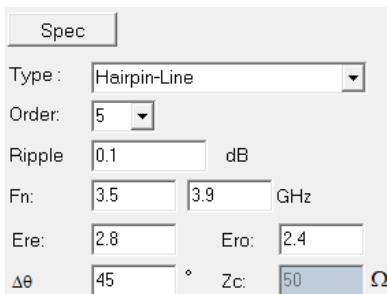 Spec
Type : Hairpin-Line
Order: 5
Ripple 0.1 dB
Fn: 3.5 3.9 GHz
Ere: 2.8 Ero: 2.4
Δθ 45 ° Zc: 50 Ω